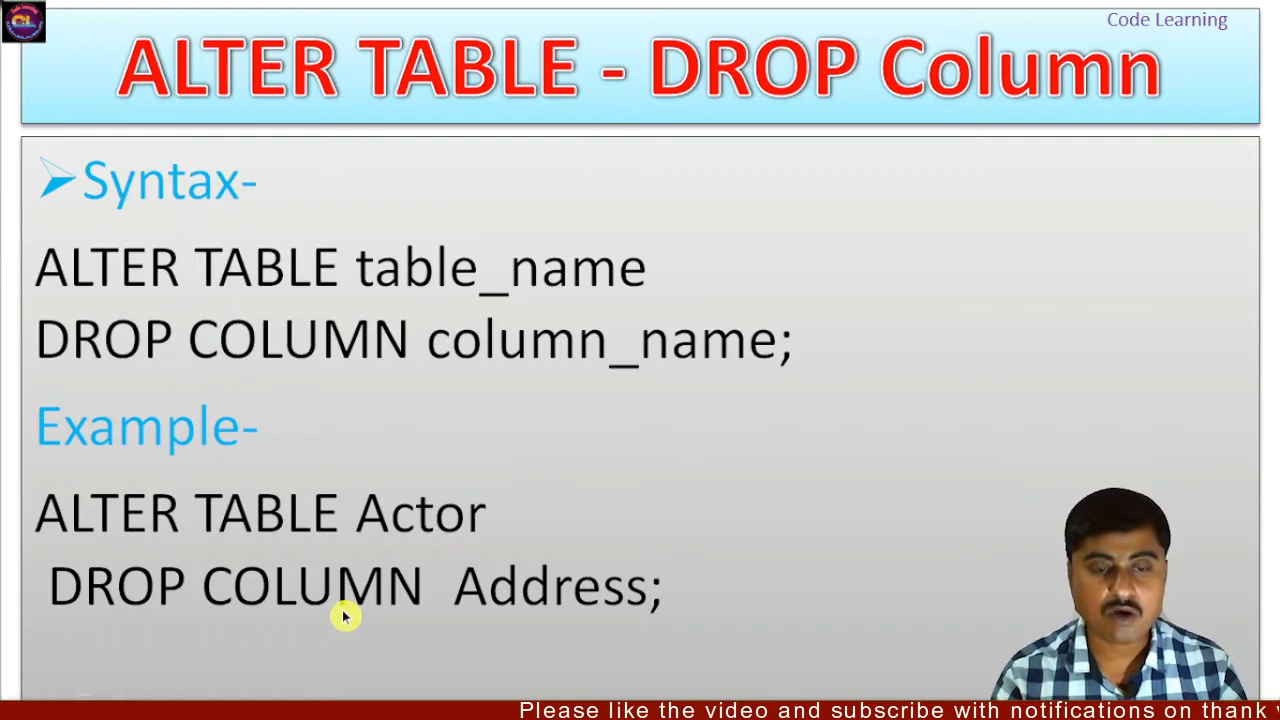 Code Learning
ALTER TABLE - DROP Column
Syntax-
ALTER TABLE table_name
DROP COLUMN column_name;
Example-
ALTER TABLE Actor
DROP COLUMN Address;
Please like the video and subscribe with notifications on thank